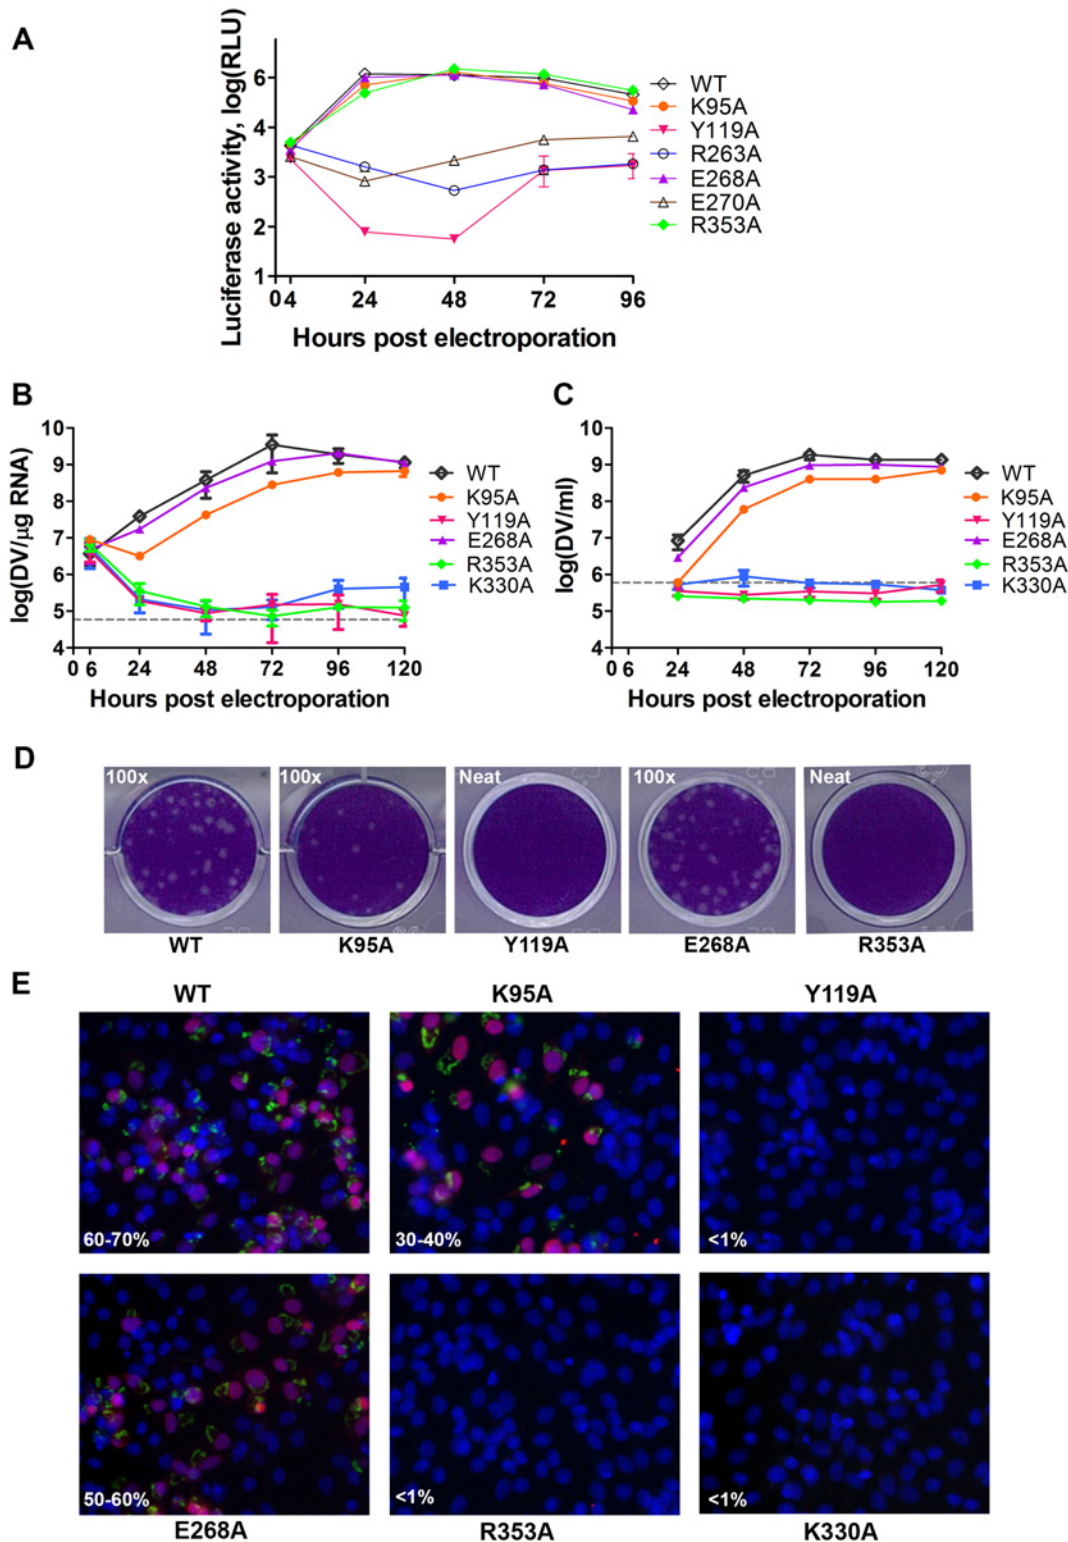 A
Luciferase activity, log(RLU)
6
4
3
2
1
0 4 24 48 72 96
Hours post electroporation
WT
K95A
Y119A
R263A
E268A
E270A
R353A
B
log(DV/µg RNA)
10
9
8
7
6
5
4
0 6 24 48 72 96 120
Hours post electroporation
WT
K95A
Y119A
E268A
R353A
K330A
C
log(DV/ml)
10
9
8
7
6
5
4
0 6 24 48 72 96 120
Hours post electroporation
WT
K95A
Y119A
E268A
R353A
K330A
D
100x 100x Neat 100x Neat
WT K95A Y119A E268A R353A
E
WT K95A Y119A
60-70% 30-40% <1%
50-60% <1% <1%
E268A R353A K330A